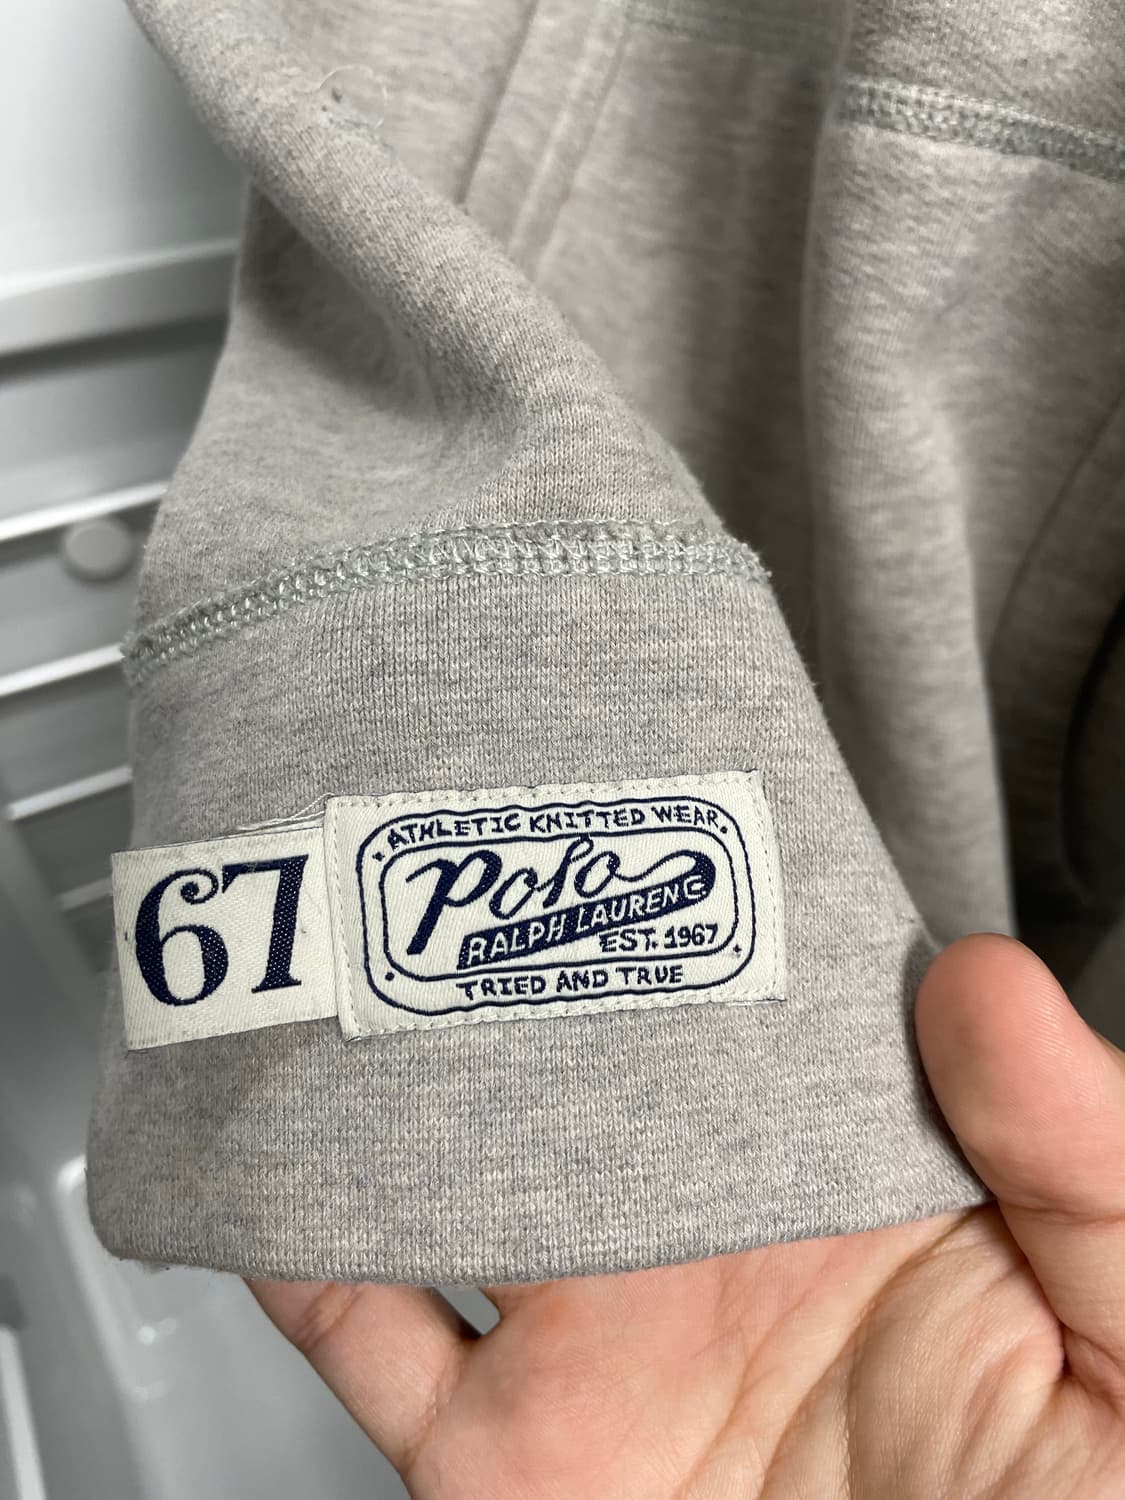 67
ATHLETIC KNITTED WEAR
Polo
RALPH LAUREN
EST. 1967
TRIED AND TRUE